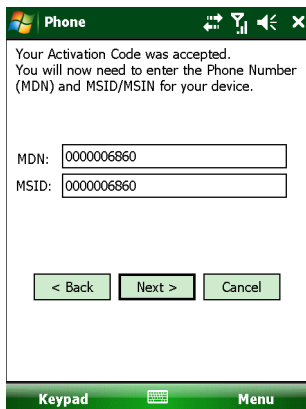 Phone
Your Activation Code was accepted.
You will now need to enter the Phone Number
(MDN) and MSID/MSIN for your device.
MDN: 0000006860
MSID: 0000006860
< Back Next > Cancel
Keypad Menu